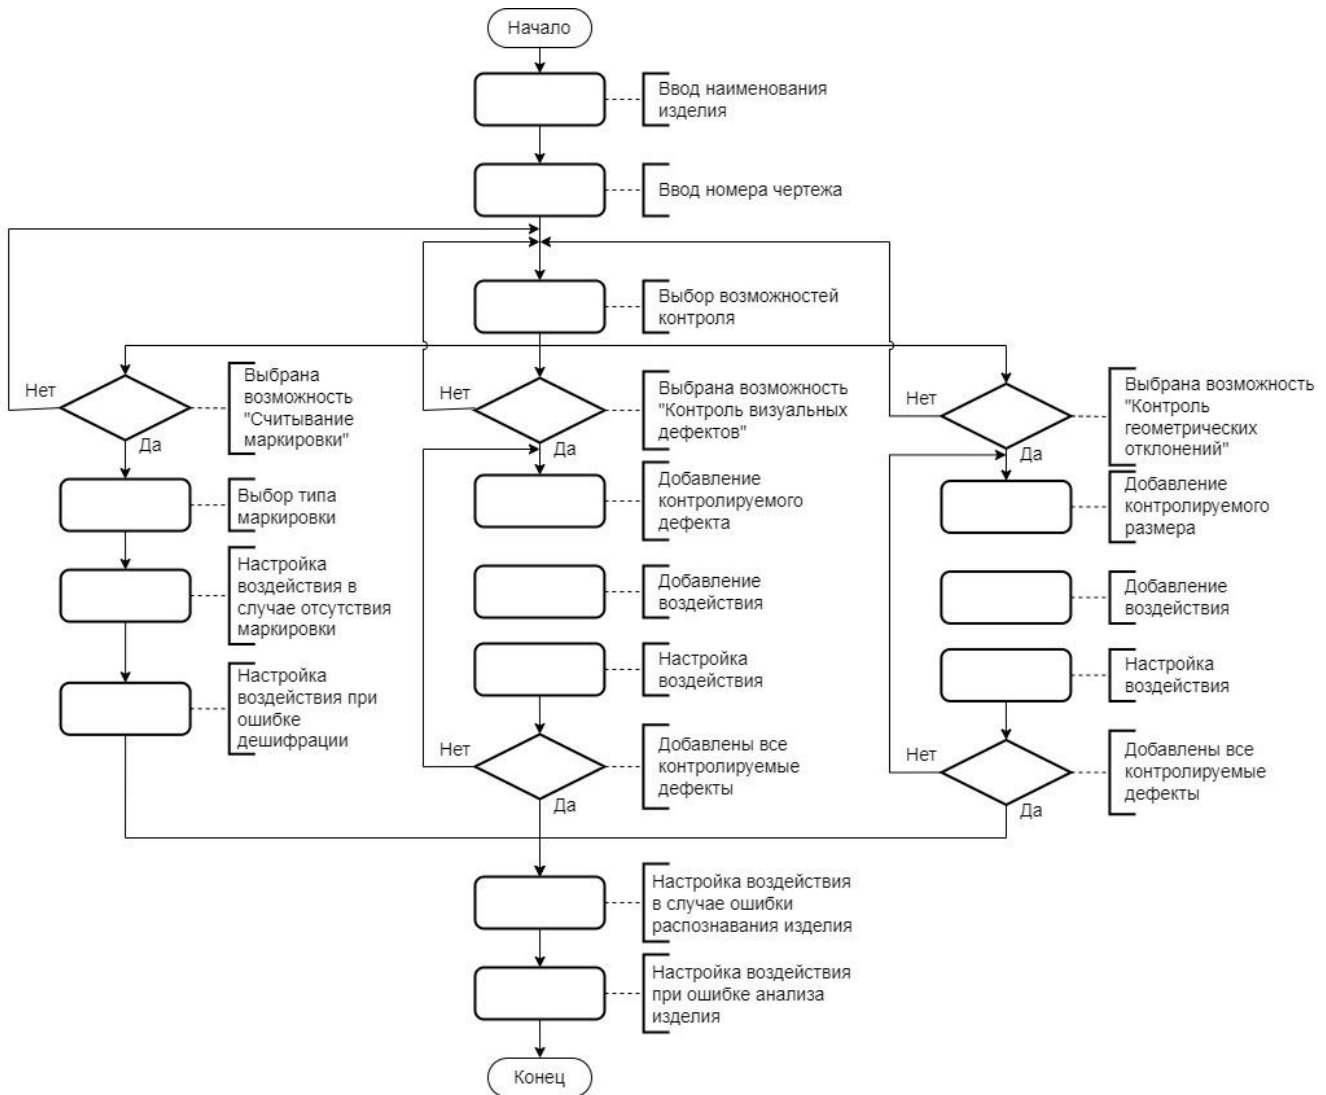 Начало
Ввод наименования
изделия
Ввод номера чертежа
Выбор возможностей
контроля
Нет
Выбрана
возможность
"Считывание
маркировки"
Да
Нет
Выбрана возможность
"Контроль визуальных
дефектов"
Да
Нет
Выбрана возможность
"Контроль
геометрических
отклонений"
Да
Выбор типа
маркировки
Добавление
контролируемого
дефекта
Добавление
контролируемого
размера
Настройка
воздействия в
случае отсутствия
маркировки
Добавление
воздействия
Добавление
воздействия
Настройка
воздействия при
ошибке
дешифрации
Настройка
воздействия
Настройка
воздействия
Нет
Добавлены все
контролируемые
дефекты
Да
Нет
Добавлены все
контролируемые
дефекты
Да
Настройка воздействия
в случае ошибки
распознавания изделия
Настройка воздействия
при ошибке анализа
изделия
Конец